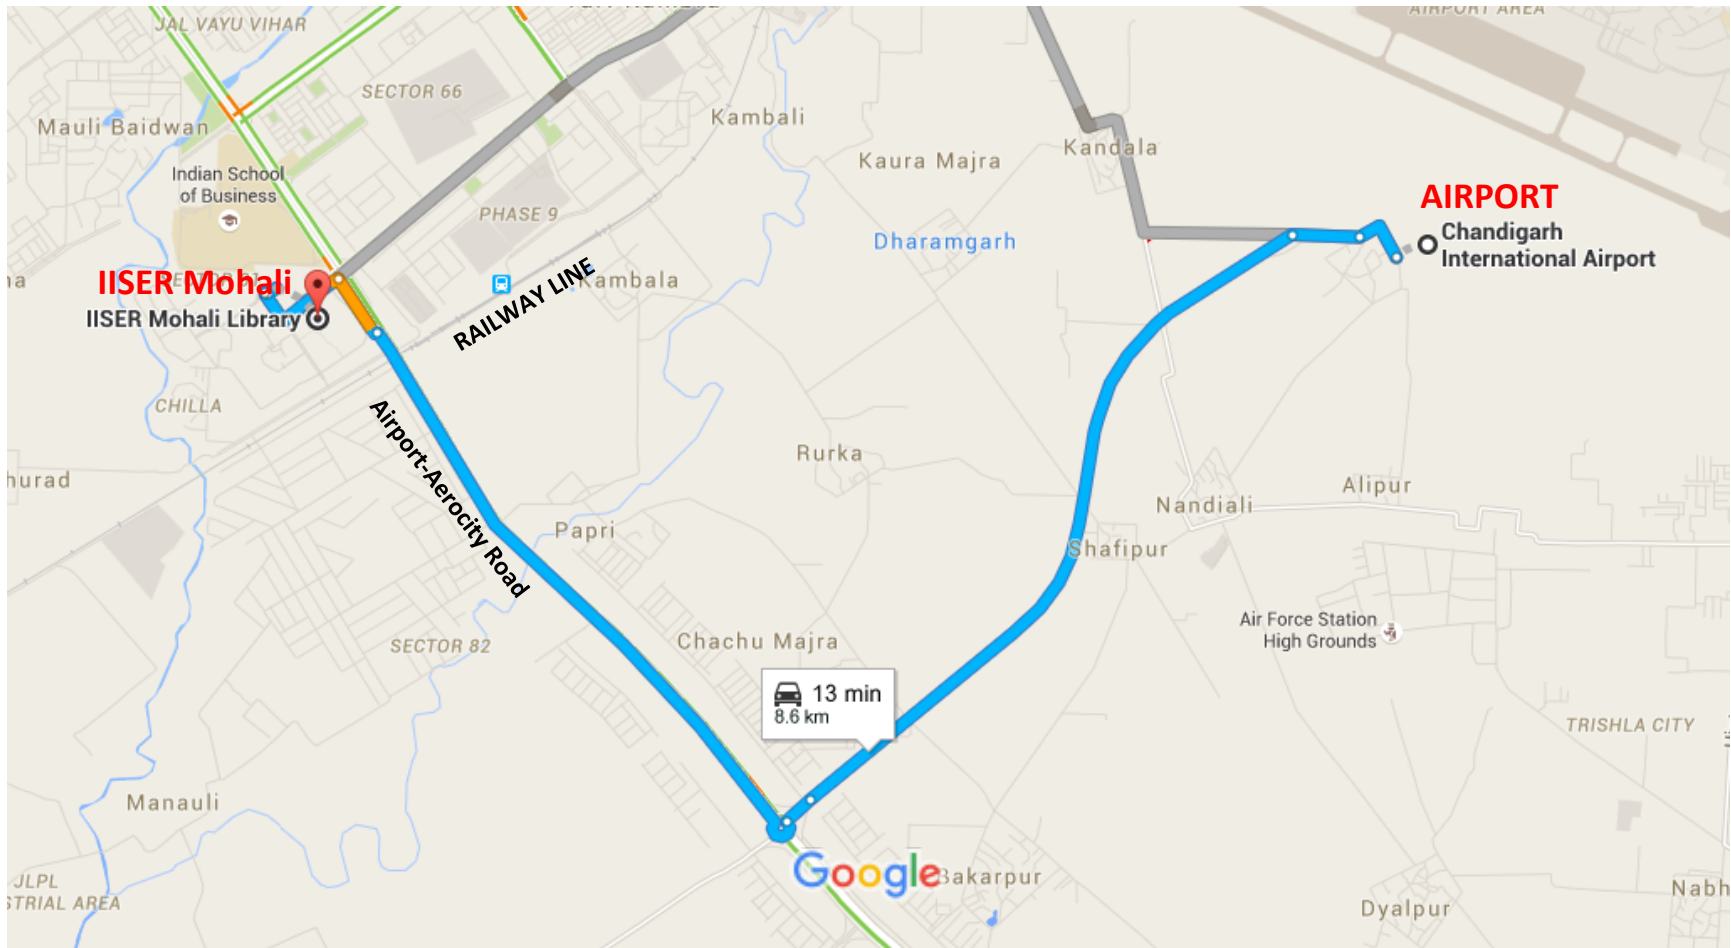 JAL VAYU VIHAR
AIRPORT AREA
SECTOR 66
Mauli Baidwan
Kambali
Kandala
Kaura Majra
Indian School
of Business
PHASE 9
AIRPORT
Chandigarh
International Airport
Dharamgarh
IISER Mohali
IISER Mohali Library
RAILWAY LINE
Kambala
CHILLA
Airport-Aerocity Road
Rurka
hurad
Alipur
Nandiali
Papri
Shafipur
SECTOR 82
Chachu Majra
Air Force Station
High Grounds
13 min
8.6 km
TRISHLA CITY
Manauli
Google
Bakarpur
JLPL
STRIAL AREA
Dyalpur
Nabh